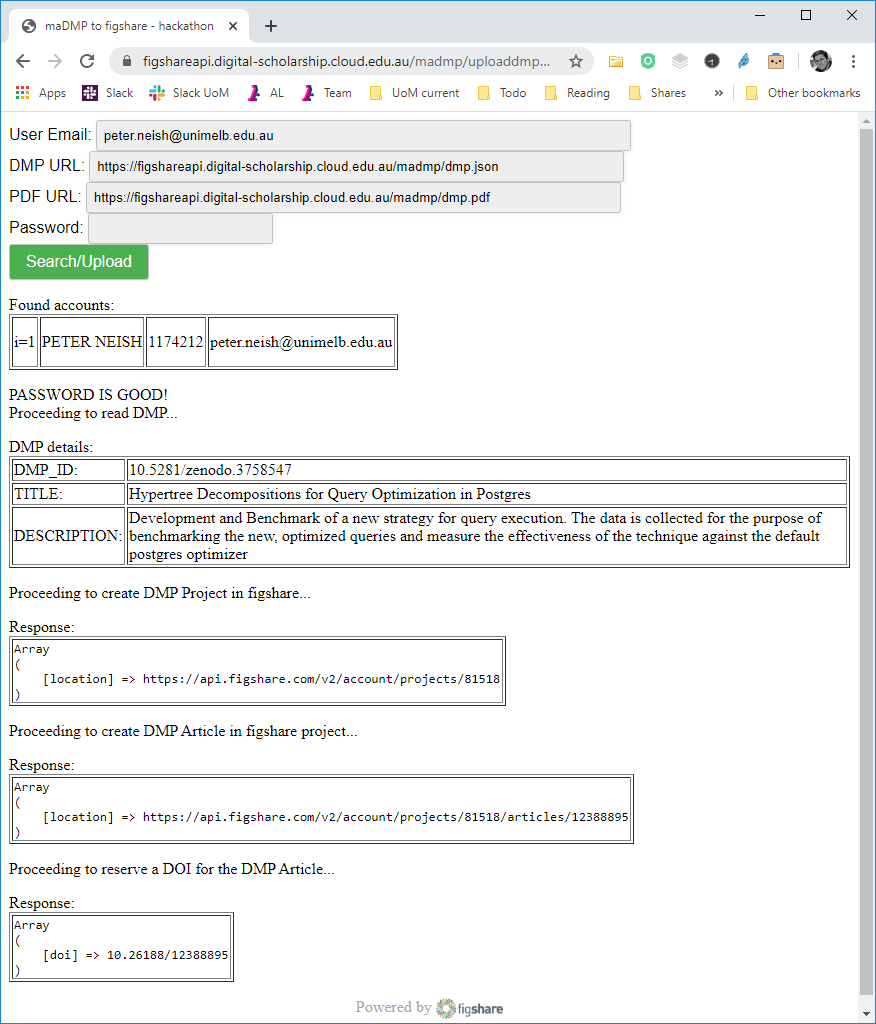 maDMP to figshare - hackathon
figshareapi.digital-scholarship.cloud.edu.au/madmp/uploaddmp...
Apps Slack Slack UoM AL Team UoM current Todo Reading Shares » Other bookmarks
User Email: peter.neish@unimelb.edu.au
DMP URL: https://figshareapi.digital-scholarship.cloud.edu.au/madmp/dmp.json
PDF URL: https://figshareapi.digital-scholarship.cloud.edu.au/madmp/dmp.pdf
Password:
Search/Upload
Found accounts:
i=1 PETER NEISH 1174212 peter.neish@unimelb.edu.au
PASSWORD IS GOOD!
Proceeding to read DMP...
DMP details:
DMP_ID: 10.5281/zenodo.3758547
TITLE: Hypertree Decompositions for Query Optimization in Postgres
DESCRIPTION: Development and Benchmark of a new strategy for query execution. The data is collected for the purpose of
benchmarking the new, optimized queries and measure the effectiveness of the technique against the default
postgres optimizer
Proceeding to create DMP Project in figshare...
Response:
Array
(
[location] => https://api.figshare.com/v2/account/projects/81518
)
Proceeding to create DMP Article in figshare project...
Response:
Array
(
[location] => https://api.figshare.com/v2/account/projects/81518/articles/12388895
)
Proceeding to reserve a DOI for the DMP Article...
Response:
Array
(
[doi] => 10.26188/12388895
)
Powered by figshare